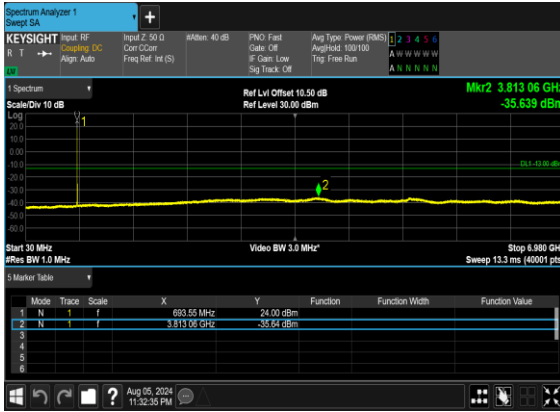 Spectrum Analyzer 1
Swept SA
+
KEYSIGHT Input: RF Input Z: 50 Ω #Atten: 40 dB PNO: Fast Avg Type: Power (RMS) 1 2 3 4 5 6
R T Coupling: DC Corr CCorr Gate: Off Avg|Hold: 100/100 A W W W W W
Align: Auto Freq Ref: Int (S) IF Gain: Low Trig: Free Run
Sig Track: Off A N N N N N
1 Spectrum Ref Lvl Offset 10.50 dB Mkr2 3.813 06 GHz
Scale/Div 10 dB Ref Level 30.00 dBm -35.639 dBm
Log
1
20.0
10.0
0.00
-10.0
DL1 -13.00 dBm
-20.0
-30.0
2
-40.0
-50.0
-60.0
Start 30 MHz Video BW 3.0 MHz* Stop 6.980 GHz
#Res BW 1.0 MHz Sweep 13.3 ms (40001 pts)
5 Marker Table
Mode Trace Scale X Y Function Function Width Function Value
1 N 1 f 693.55 MHz 24.00 dBm
2 N 1 f 3.813 06 GHz -35.64 dBm
3
4
5
6
? Aug 05, 2024
11:32:35 PM